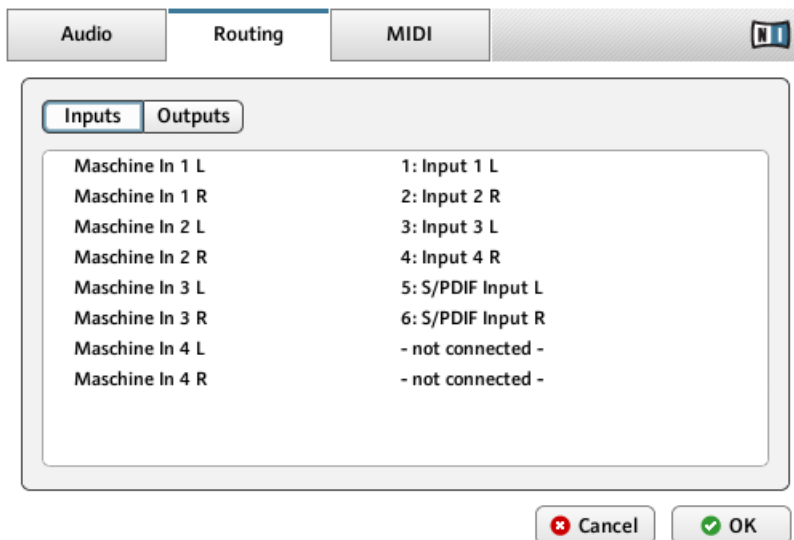 Audio Routing MIDI NI
Inputs Outputs
Maschine In 1 L 1: Input 1 L
Maschine In 1 R 2: Input 2 R
Maschine In 2 L 3: Input 3 L
Maschine In 2 R 4: Input 4 R
Maschine In 3 L 5: S/PDIF Input L
Maschine In 3 R 6: S/PDIF Input R
Maschine In 4 L - not connected -
Maschine In 4 R - not connected -
Cancel OK